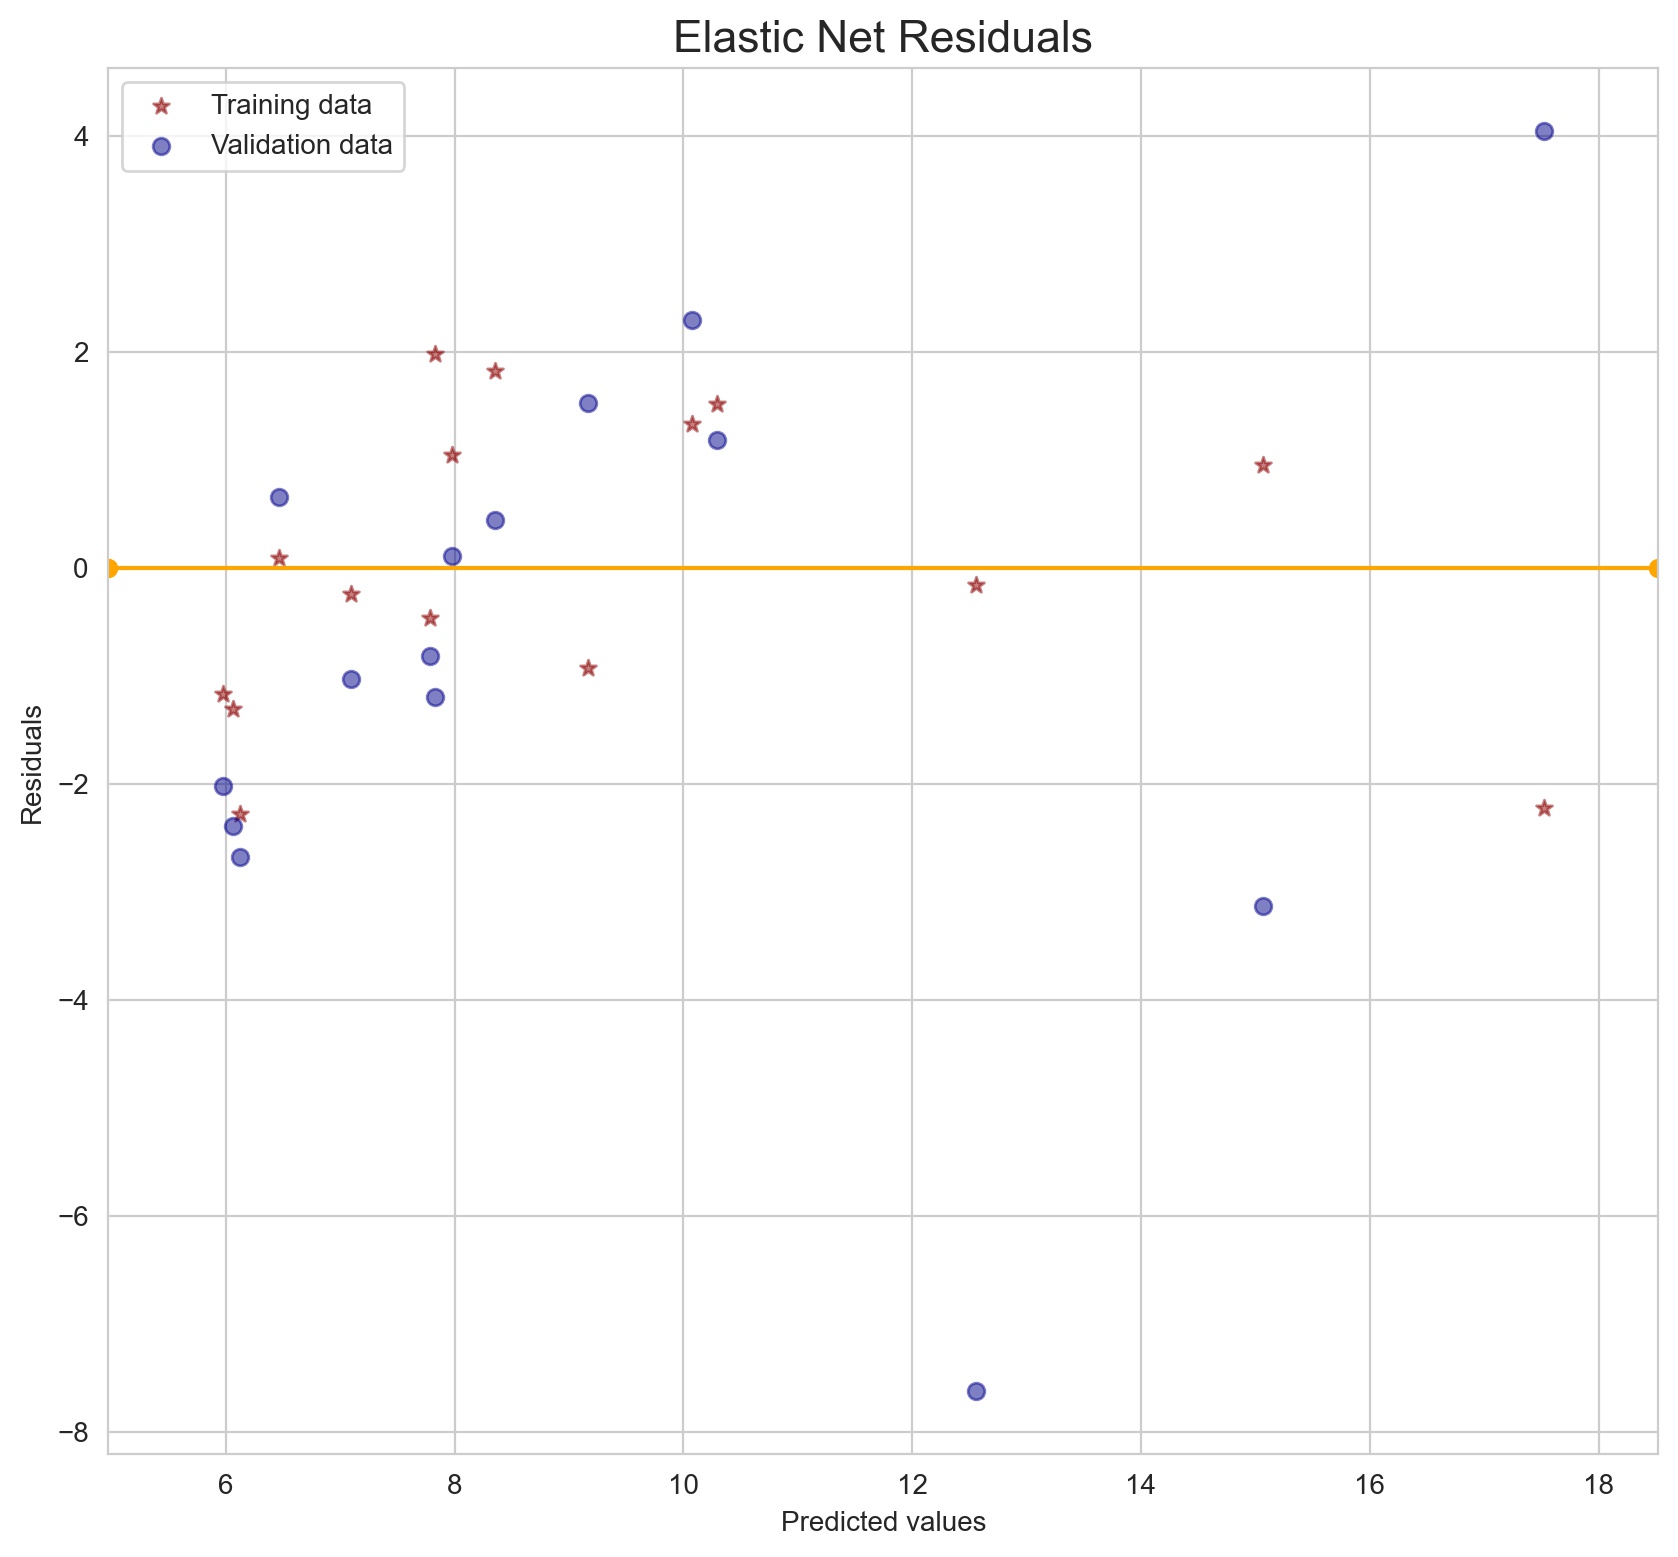 Elastic Net Residuals
Training data
Validation data
4
2
0
−2
−4
−6
−8
Residuals
6 8 10 12 14 16 18
Predicted values